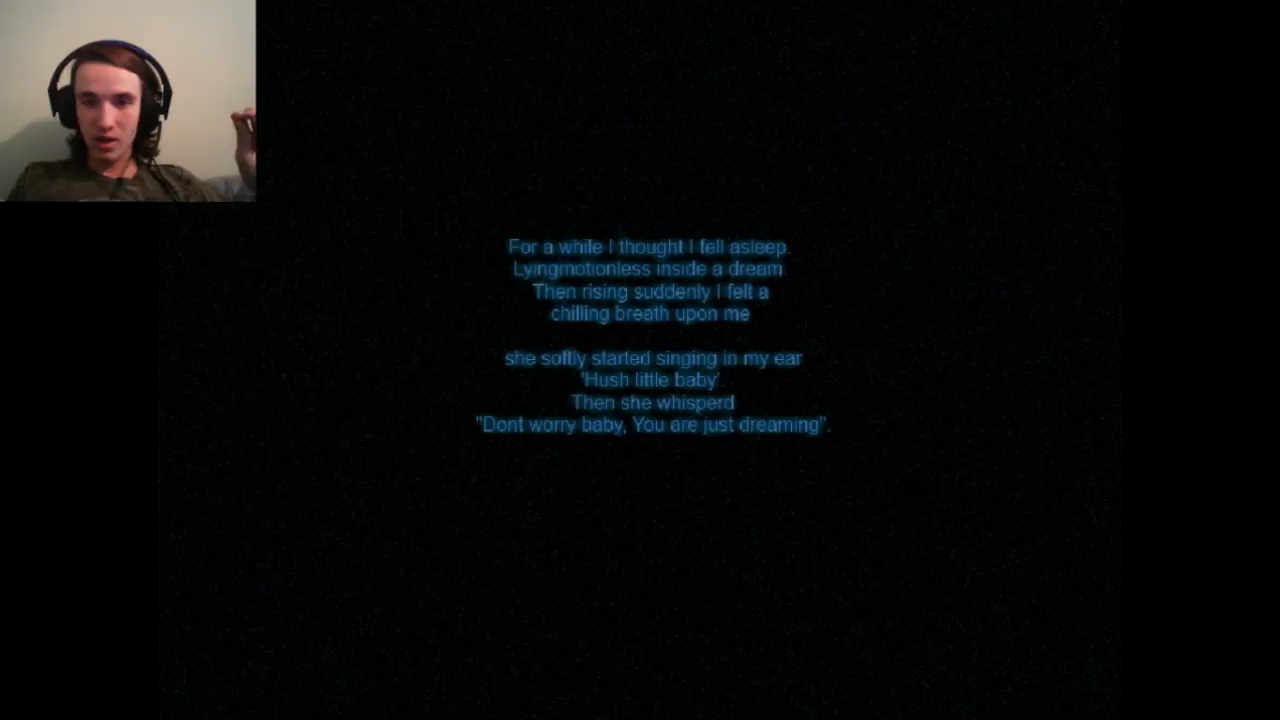 For a while I thought I fell asleep.
Lyingmotionless inside a dream.
Then rising suddenly I felt a
chilling breath upon me
she softly started singing in my ear
'Hush little baby'
Then she whisperd
"Dont worry baby, You are just dreaming".